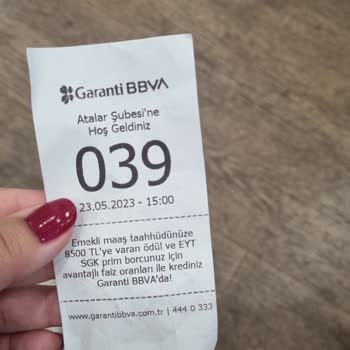 Garanti BBVA
Atalar Şubesi'ne
Hoş Geldiniz
039
23.05.2023 - 15:00
Emekli maaş taahhüdünüze
8500 TL'ye varan ödül ve EYT
SGK prim borcunuz için
avantajlı faiz oranları ile krediniz
Garanti BBVA'da!
www.garantibbva.com.tr | 444 0 333